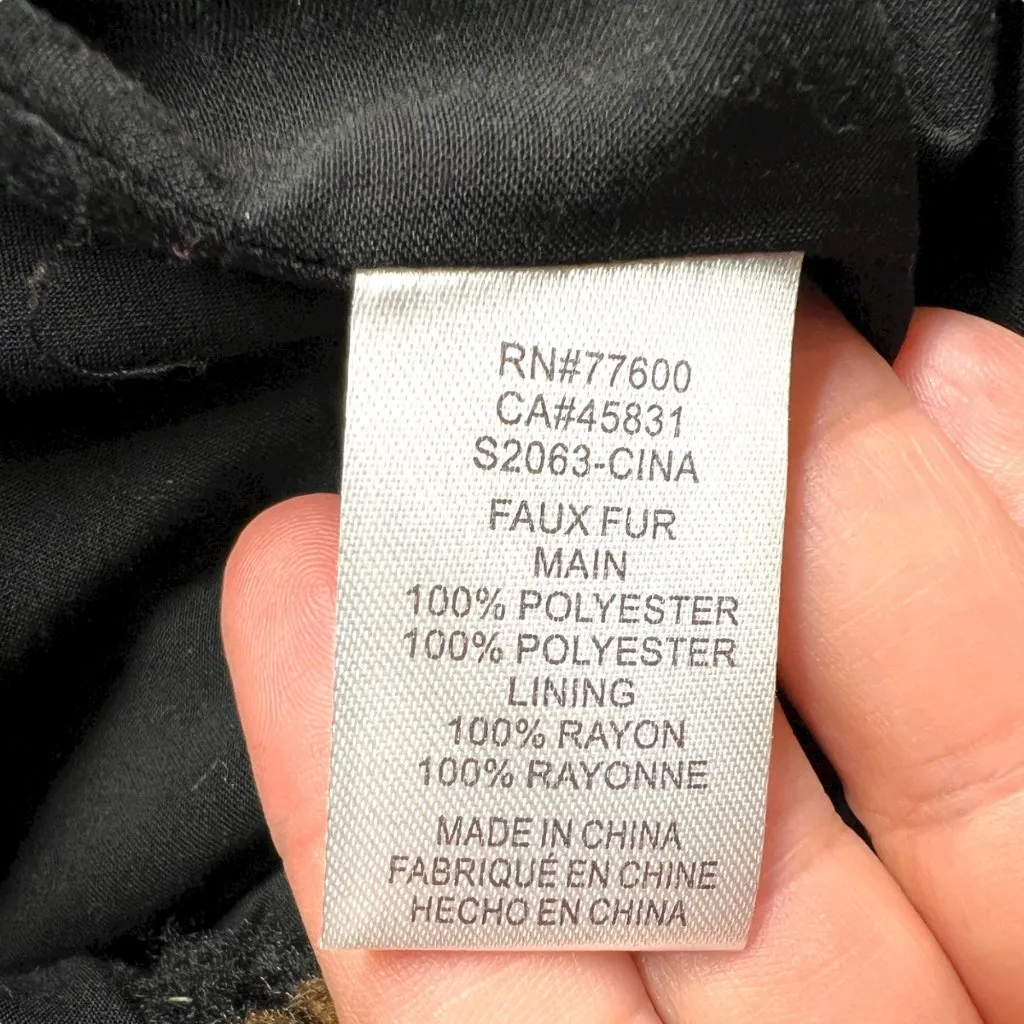 RN#77600
CA#45831
S2063-CINA
FAUX FUR
MAIN
100% POLYESTER
100% POLYESTER
LINING
100% RAYON
100% RAYONNE
MADE IN CHINA
FABRIQUÉ EN CHINE
HECHO EN CHINA